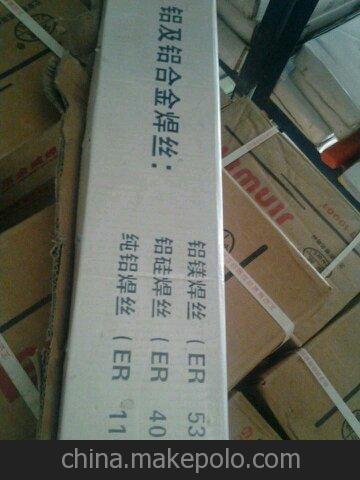 铝及铝合金焊丝：
铝镁焊丝（ER 53
铝硅焊丝（ER 40
纯铝焊丝（ER 11
china.makepolo.com